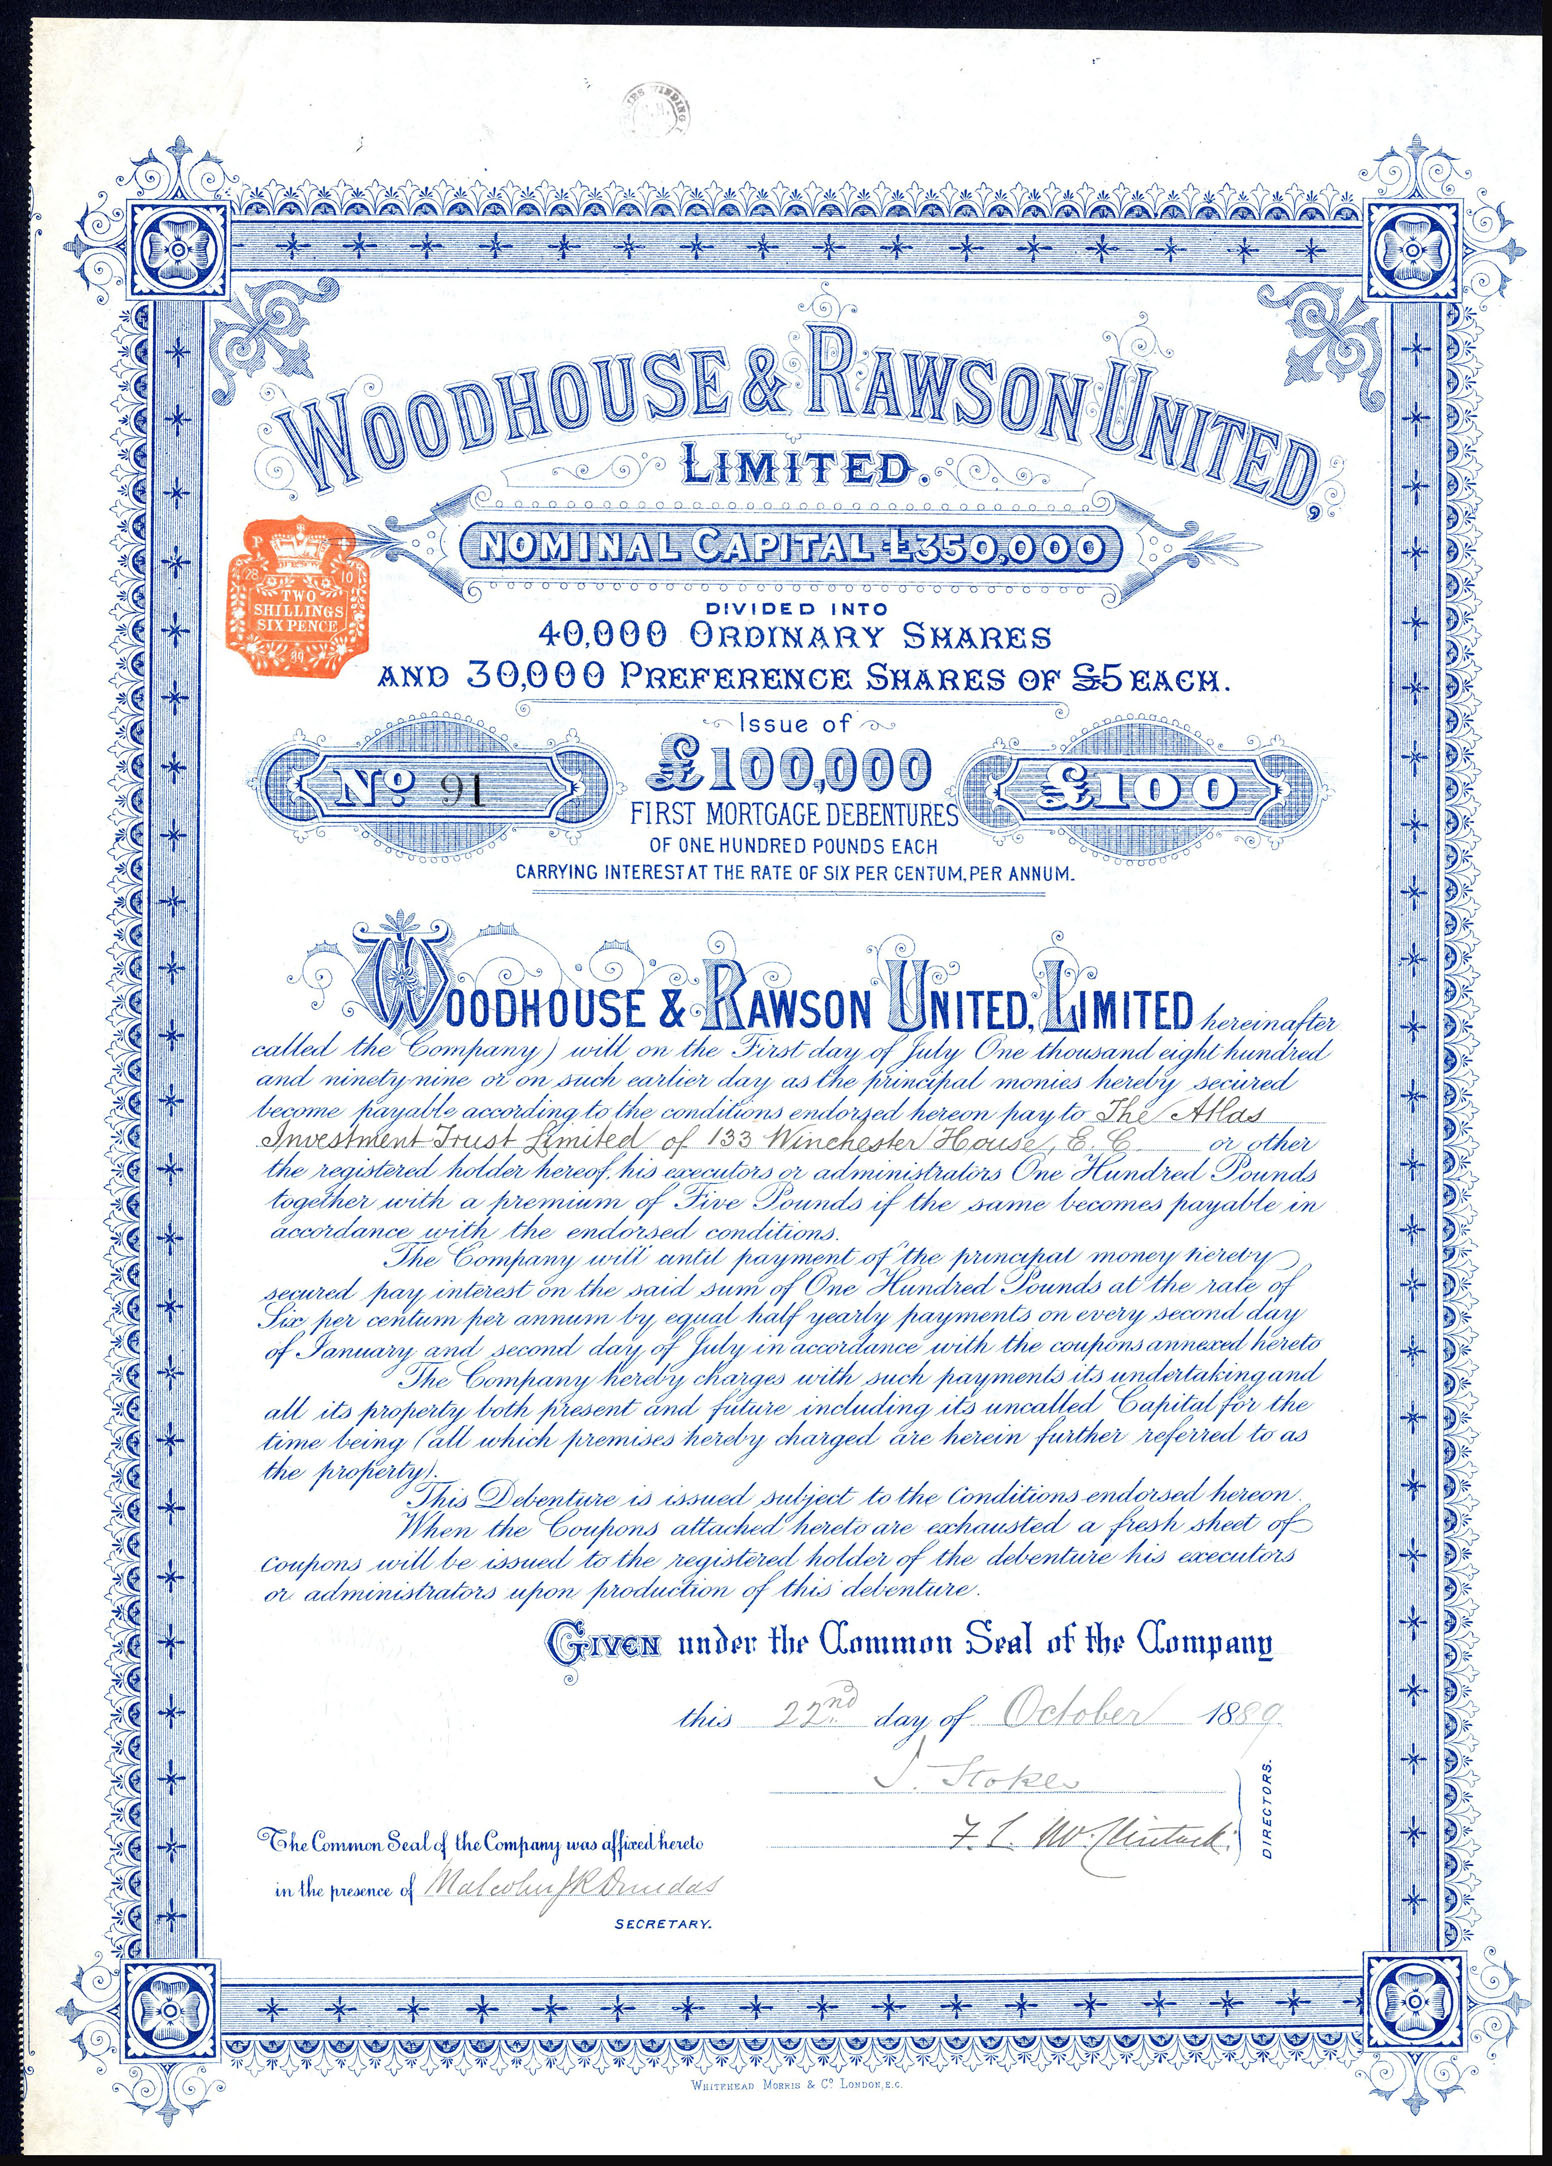 WINDING
WOODHOUSE & RAWSON UNITED,
LIMITED.
NOMINAL CAPITAL £350,000
P
28 10
TWO
SHILLINGS
SIX PENCE
89
DIVIDED INTO
40,000 ORDINARY SHARES
AND 30,000 PREFERENCE SHARES OF £5 EACH.
Issue of
No 91
£100,000
£100
FIRST MORTGAGE DEBENTURES
OF ONE HUNDRED POUNDS EACH
CARRYING INTEREST AT THE RATE OF SIX PER CENTUM, PER ANNUM.
WOODHOUSE & RAWSON UNITED, LIMITED hereinafter
called the Company) will on the First day of July One thousand eight hundred
and ninety-nine or on such earlier day as the principal monies hereby secured
become payable according to the conditions endorsed hereon pay to The Atlas
Investment Trust Limited of 133 Winchester House, E. C. or other
the registered holder hereof, his executors or administrators One Hundred Pounds
together with a premium of Five Pounds if the same becomes payable in
accordance with the endorsed conditions.
The Company will until payment of the principal money hereby
secured pay interest on the said sum of One Hundred Pounds at the rate of
Six per centum per annum by equal half yearly payments on every second day
of January and second day of July in accordance with the coupons annexed hereto
The Company hereby charges with such payments its undertaking and
all its property both present and future including its uncalled Capital for the
time being (all which premises hereby charged are herein further referred to as
the property).
This Debenture is issued subject to the Conditions endorsed hereon.
When the Coupons attached hereto are exhausted a fresh sheet of
coupons will be issued to the registered holder of the debenture his executors
or administrators upon production of this debenture.
GIVEN under the Common Seal of the Company
this 22nd day of October 1889
J. Stokes
F. L. McClintock
DIRECTORS.
The Common Seal of the Company was affixed hereto
in the presence of Malcolm J R Dundas
SECRETARY.
WHITEHEAD MORRIS & Co. LONDON, E.C.